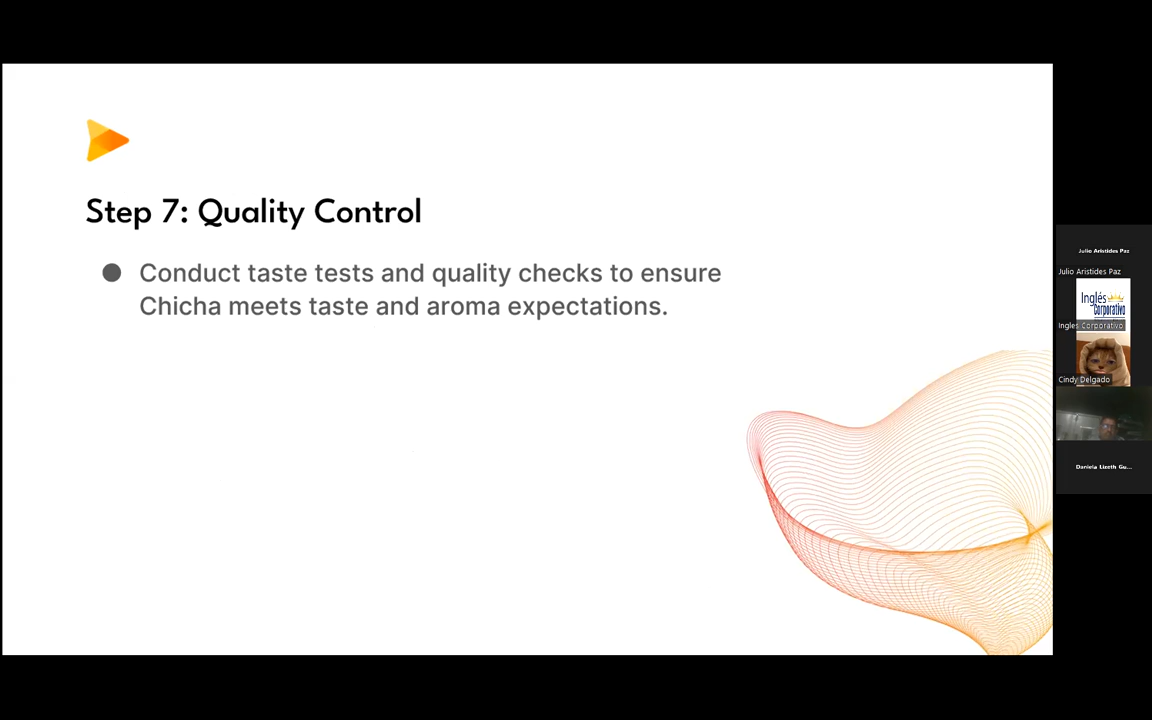 Step 7: Quality Control
Conduct taste tests and quality checks to ensure
Chicha meets taste and aroma expectations.
Julio Aristides Paz
Julio Aristides Paz
Inglés
Corporativo
Ingles Corporativo
Cindy Delgado
Daniela Lizeth Gu...